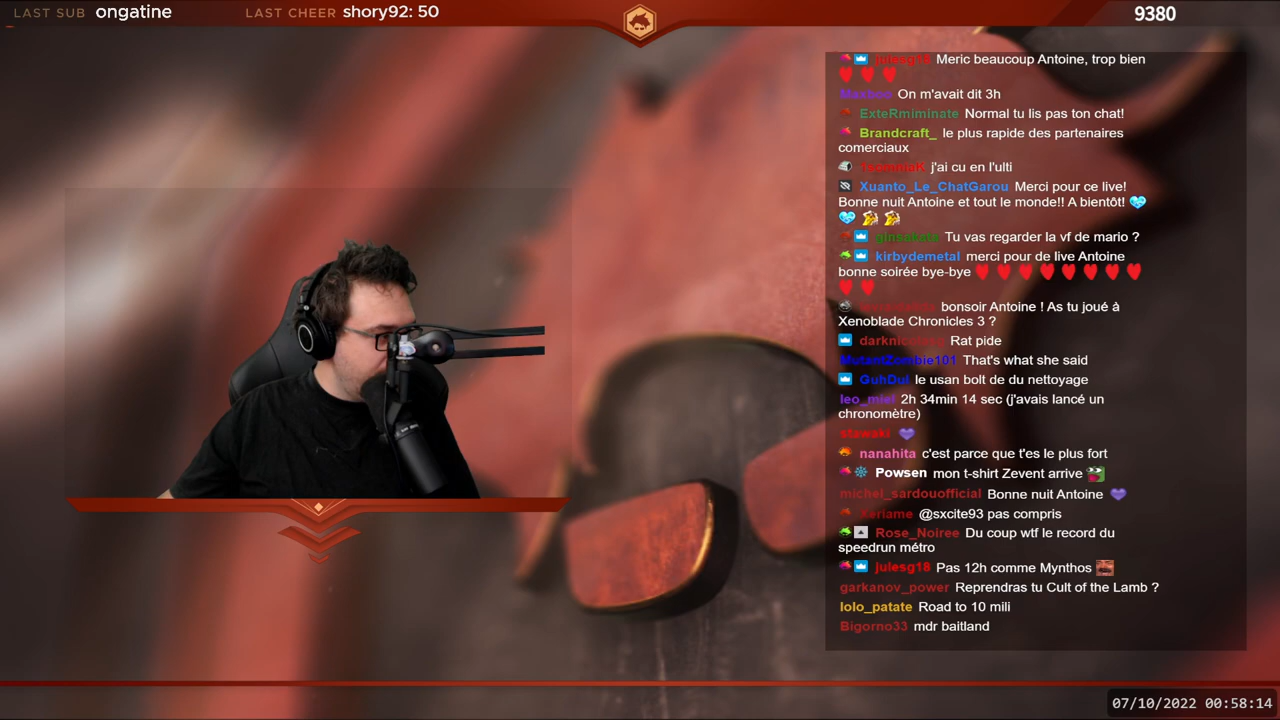 LAST SUB ongatine LAST CHEER shory92: 50
9380
julesg18 Meric beaucoup Antoine, trop bien
On m'avait dit 3h
ExteRmiminate Normal tu lis pas ton chat!
Brandcraft_ le plus rapide des partenaires
comerciaux
j'ai cu en l'ulti
Xuanto_Le_ChatGarou Merci pour ce live!
Bonne nuit Antoine et tout le monde!! A bientôt!
Tu vas regarder la vf de mario ?
kirbydemetal merci pour de live Antoine
bonne soirée bye-bye
bonsoir Antoine ! As tu joué à
Xenoblade Chronicles 3 ?
Rat pide
MutantZombie101 That's what she said
GuhDul le usan bolt de du nettoyage
leo_miel 2h 34min 14 sec (j'avais lancé un
chronomètre)
stawaki
nanahita c'est parce que t'es le plus fort
Powsen mon t-shirt Zevent arrive
michel_sardouofficial Bonne nuit Antoine
Xeriame @sxcite93 pas compris
Rose_Noiree Du coup wtf le record du
speedrun métro
julesg18 Pas 12h comme Mynthos
garkanov_power Reprendras tu Cult of the Lamb ?
lolo_patate Road to 10 mili
Bigorno33 mdr baitland
07/10/2022 00:58:14